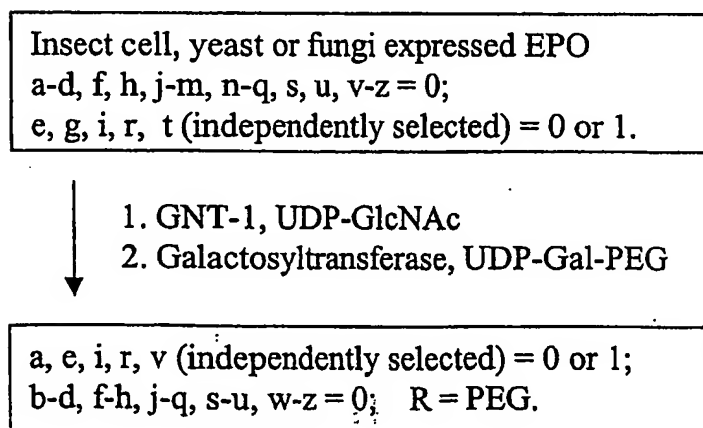 Insect cell, yeast or fungi expressed EPO
a-d, f, h, j-m, n-q, s, u, v-z = 0;
e, g, i, r, t (independently selected) = 0 or 1.
1. GNT-1, UDP-GlcNAc
2. Galactosyltransferase, UDP-Gal-PEG
a, e, i, r, v (independently selected) = 0 or 1;
b-d, f-h, j-q, s-u, w-z = 0; R = PEG.